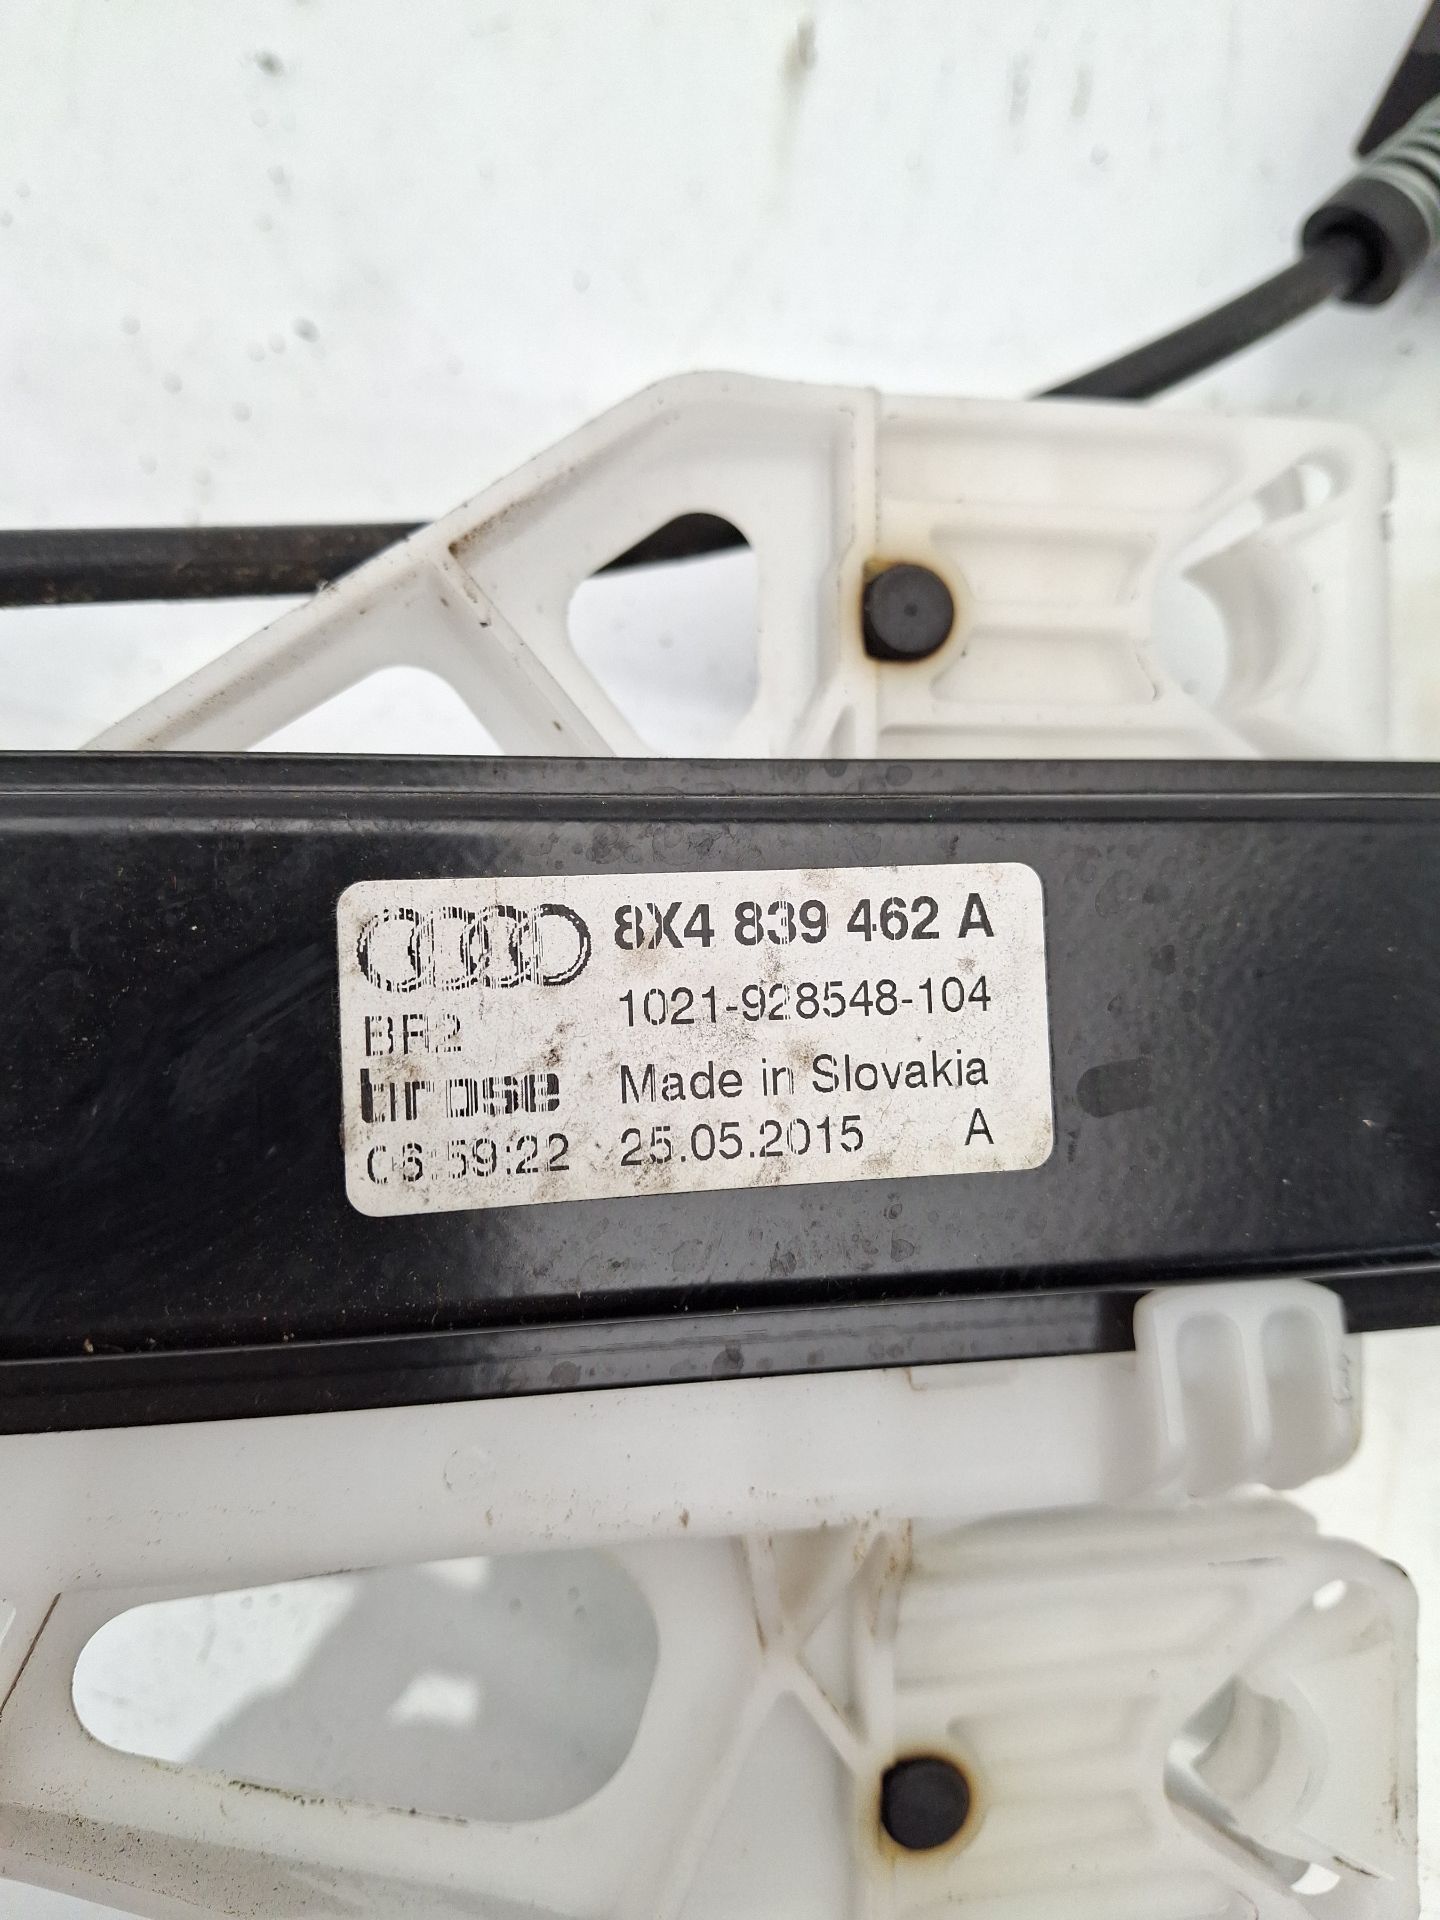 8X4 839 462 A
1021-928548-104
BR2
brose
Made in Slovakia
06:59:22
25.05.2015
A